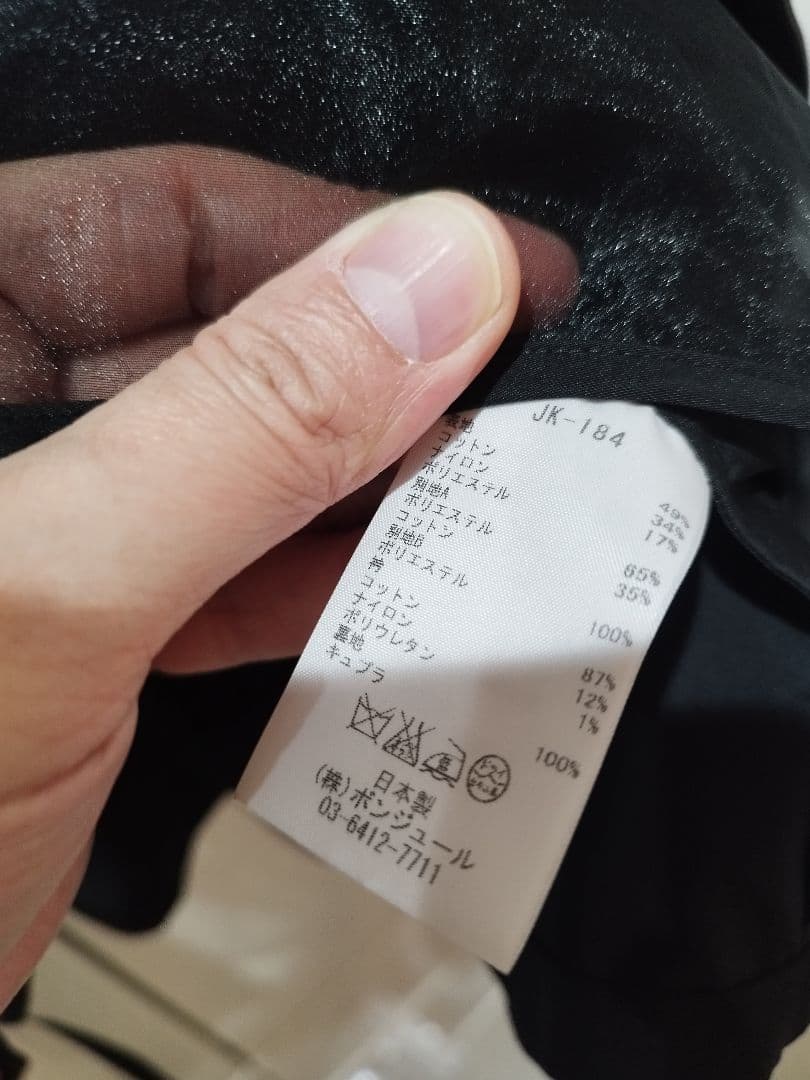 JK-184
表地
コットン 49%
ナイロン 34%
ポリエステル 17%
別地A
ポリエステル 65%
コットン 35%
別地B
ポリエステル 100%
衿
コットン 87%
ナイロン 12%
ポリウレタン 1%
裏地
キュプラ 100%
ドライ
日本製
(株)ボンジュール
03-6412-7711